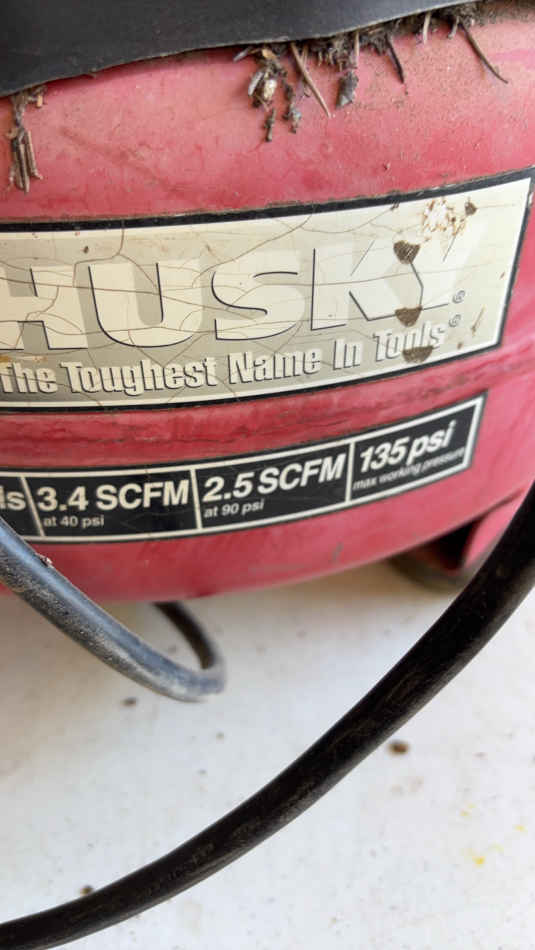 HUSKY®
The Toughest Name In Tools®
ls 3.4 SCFM 2.5 SCFM 135 psi
at 40 psi at 90 psi max working pressure